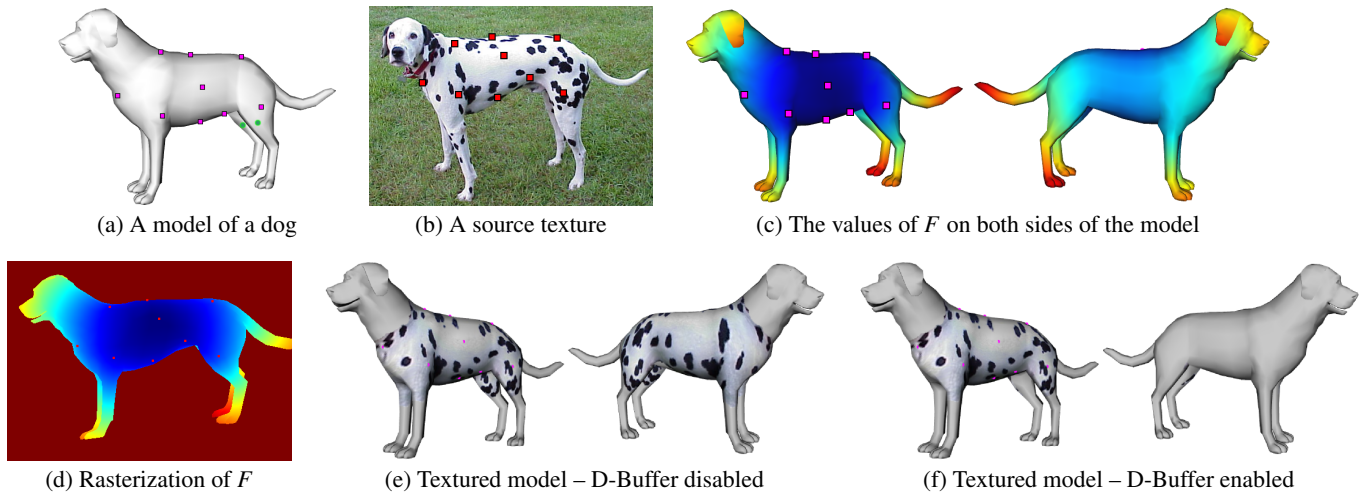 (a) A model of a dog
(b) A source texture
(c) The values of F on both sides of the model
(d) Rasterization of F
(e) Textured model – D-Buffer disabled
(f) Textured model – D-Buffer enabled